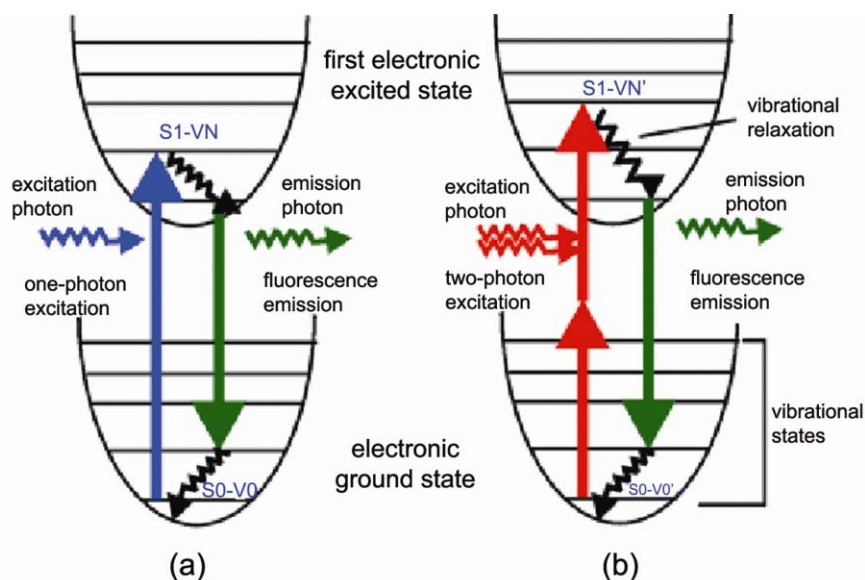 first electronic
excited state
S1-VN
excitation
photon
emission
photon
one-photon
excitation
fluorescence
emission
electronic
ground state
S0-V0
(a)
S1-VN'
vibrational
relaxation
excitation
photon
emission
photon
two-photon
excitation
fluorescence
emission
vibrational
states
S0-V0'
(b)